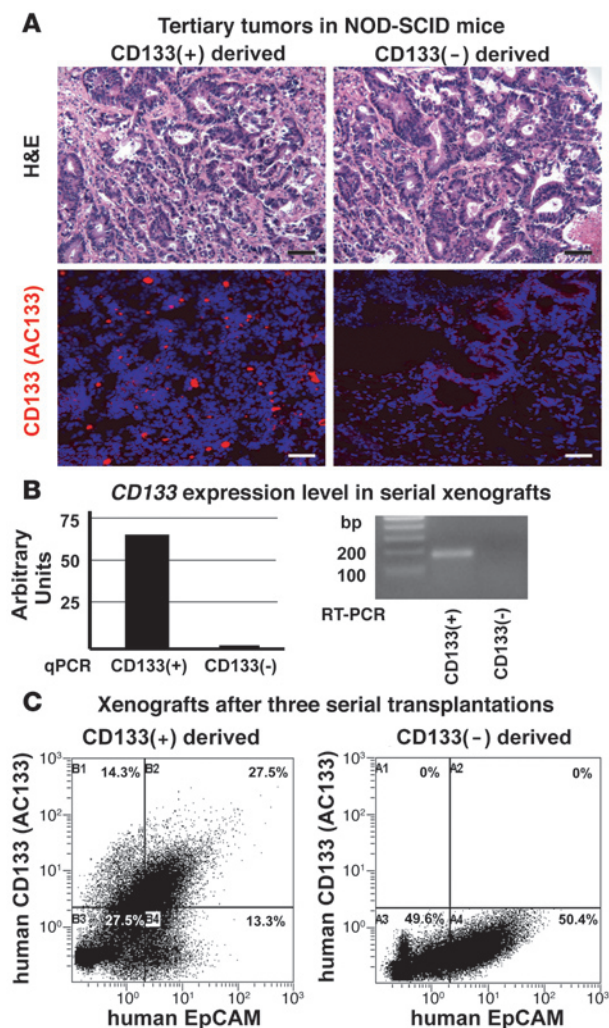 A Tertiary tumors in NOD-SCID mice
CD133(+) derived CD133(−) derived
H&E
CD133 (AC133)
B CD133 expression level in serial xenografts
Arbitrary Units
75
50
25
qPCR CD133(+) CD133(-)
bp
200
100
RT-PCR
CD133(+)
CD133(-)
C Xenografts after three serial transplantations
CD133(+) derived CD133(−) derived
human CD133 (AC133)
10³
10²
10¹
10⁰
B1 14.3% B2 27.5%
B3 27.5% B4 13.3%
10⁰ 10¹ 10² 10³
human EpCAM
human CD133 (AC133)
10³
10²
10¹
10⁰
A1 0% A2 0%
A3 49.6% A4 50.4%
10⁰ 10¹ 10² 10³
human EpCAM